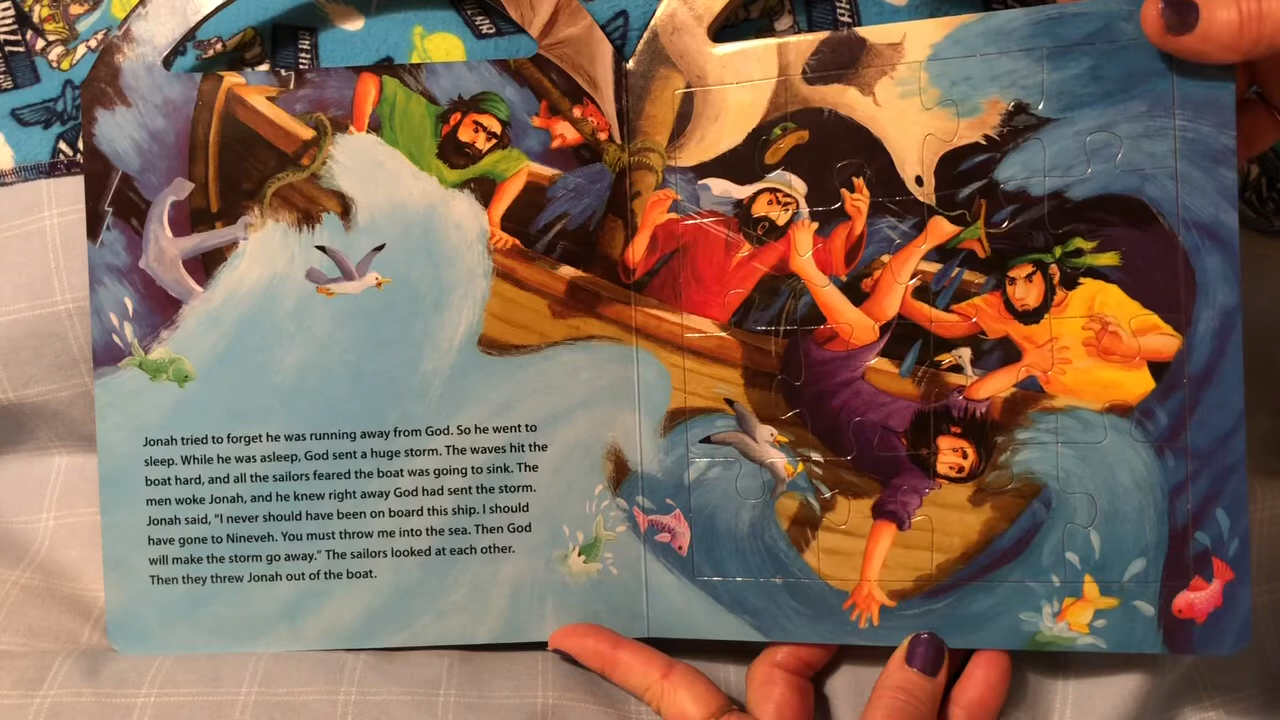 Jonah tried to forget he was running away from God. So he went to
sleep. While he was asleep, God sent a huge storm. The waves hit the
boat hard, and all the sailors feared the boat was going to sink. The
men woke Jonah, and he knew right away God had sent the storm.
Jonah said, “I never should have been on board this ship. I should
have gone to Nineveh. You must throw me into the sea. Then God
will make the storm go away.” The sailors looked at each other.
Then they threw Jonah out of the boat.